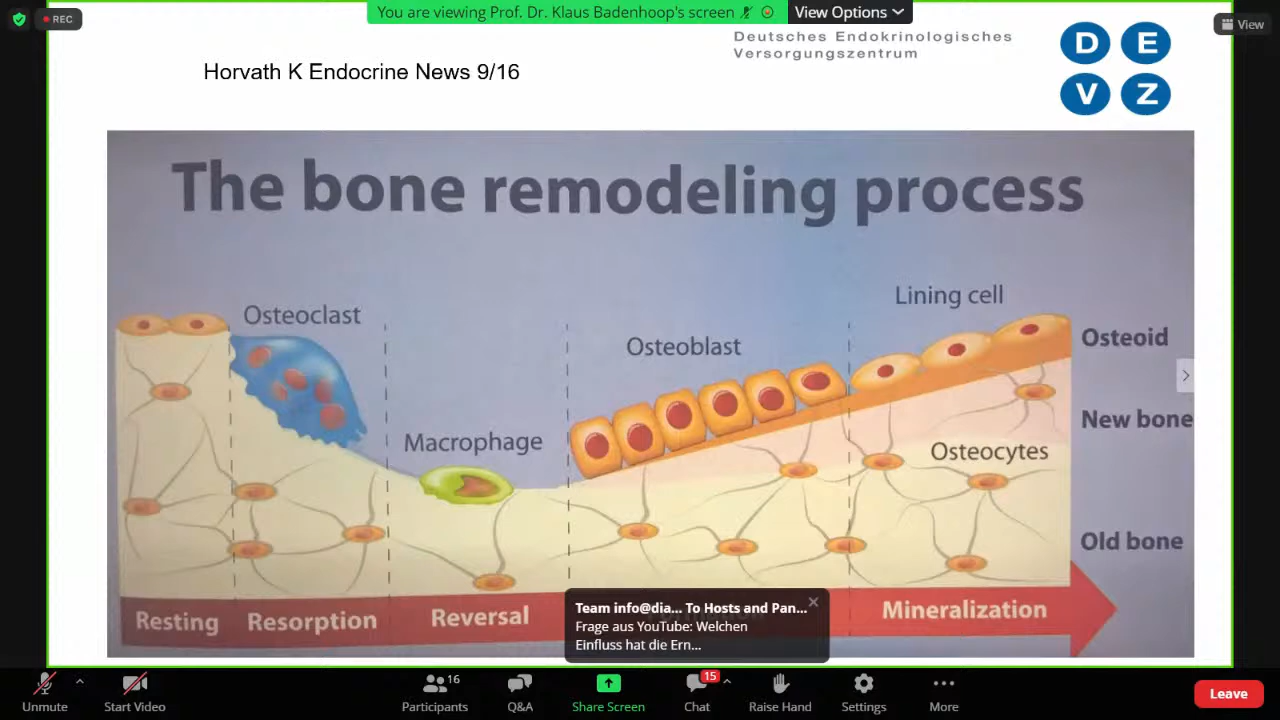 REC
You are viewing Prof. Dr. Klaus Badenhoop's screen
View Options
View
Deutsches Endokrinologisches
Versorgungszentrum
D E
V Z
Horvath K Endocrine News 9/16
The bone remodeling process
Lining cell
Osteoclast
Osteoid
Osteoblast
New bone
Macrophage
Osteocytes
Old bone
Resting
Resorption
Reversal
Mineralization
Team info@dia... To Hosts and Pan...
Frage aus YouTube: Welchen
Einfluss hat die Ern...
16
15
Unmute
Start Video
Participants
Q&A
Share Screen
Chat
Raise Hand
Settings
More
Leave